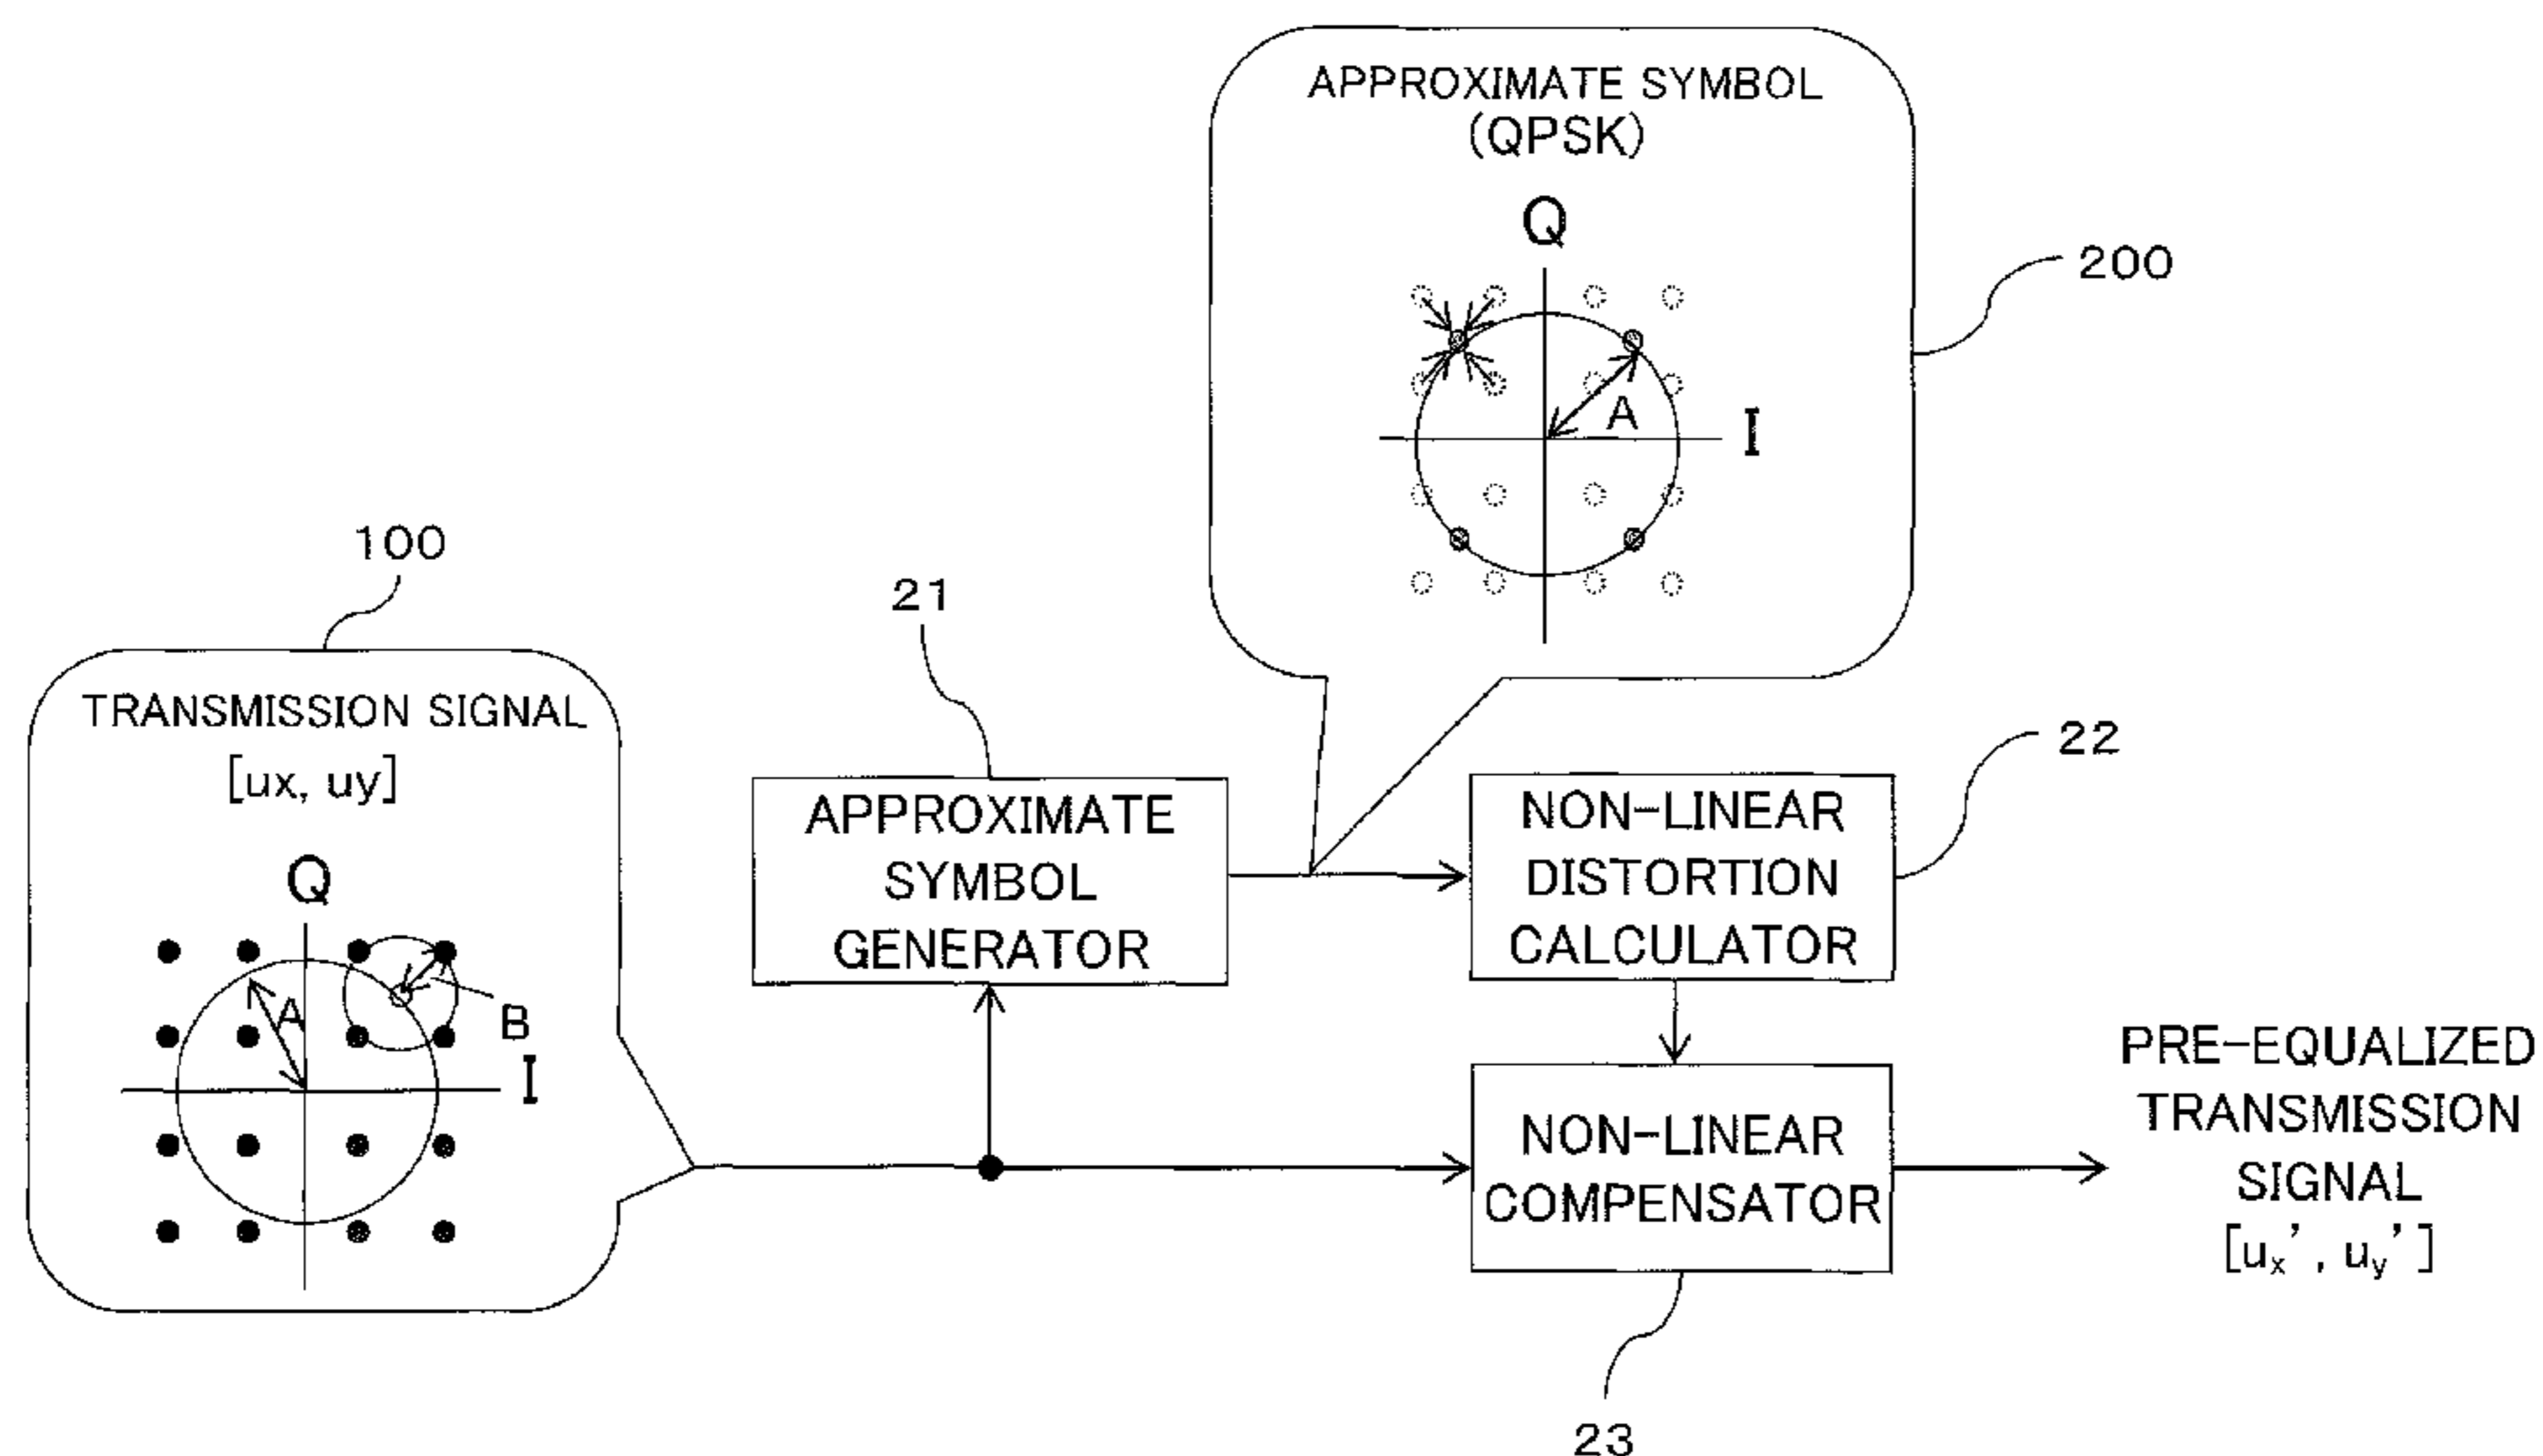 APPROXIMATE SYMBOL
(QPSK)
Q
200
A
I
100
21
TRANSMISSION SIGNAL
[ux, uy]
22
APPROXIMATE
SYMBOL
GENERATOR
NON-LINEAR
DISTORTION
CALCULATOR
Q
A
B
I
NON-LINEAR
COMPENSATOR
PRE-EQUALIZED
TRANSMISSION
SIGNAL
[ux', uy']
23